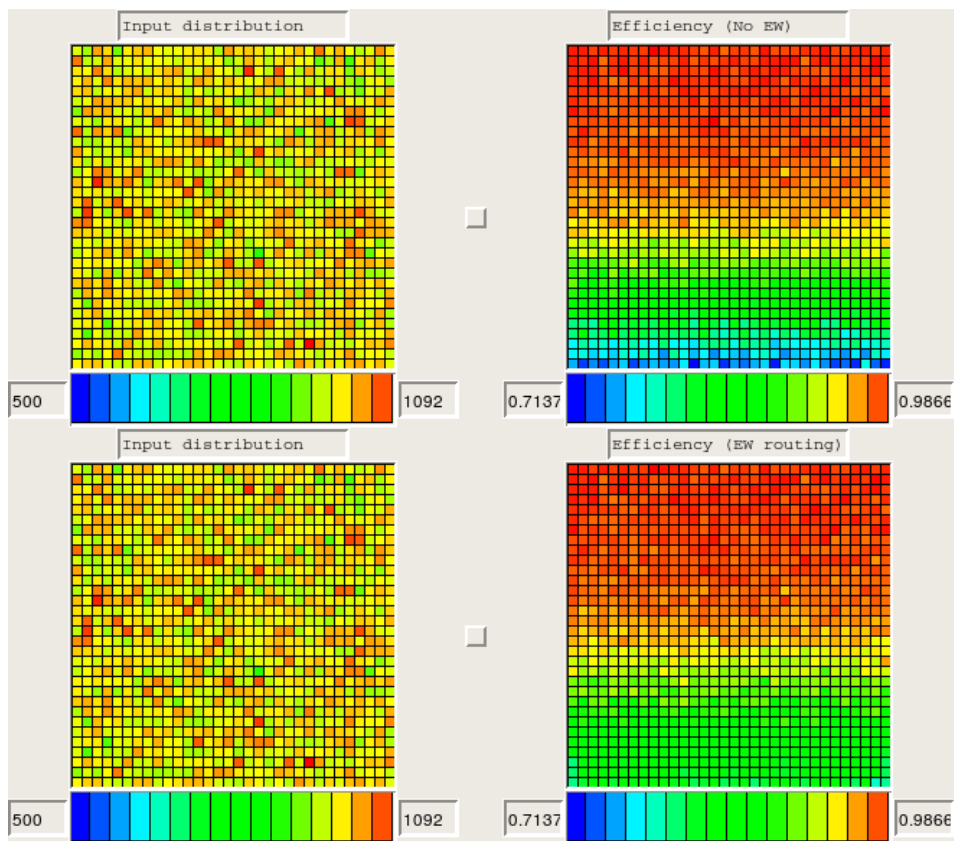 Input distribution
Efficiency (No EW)
500
1092
0.7137
0.9866
Input distribution
Efficiency (EW routing)
500
1092
0.7137
0.9866